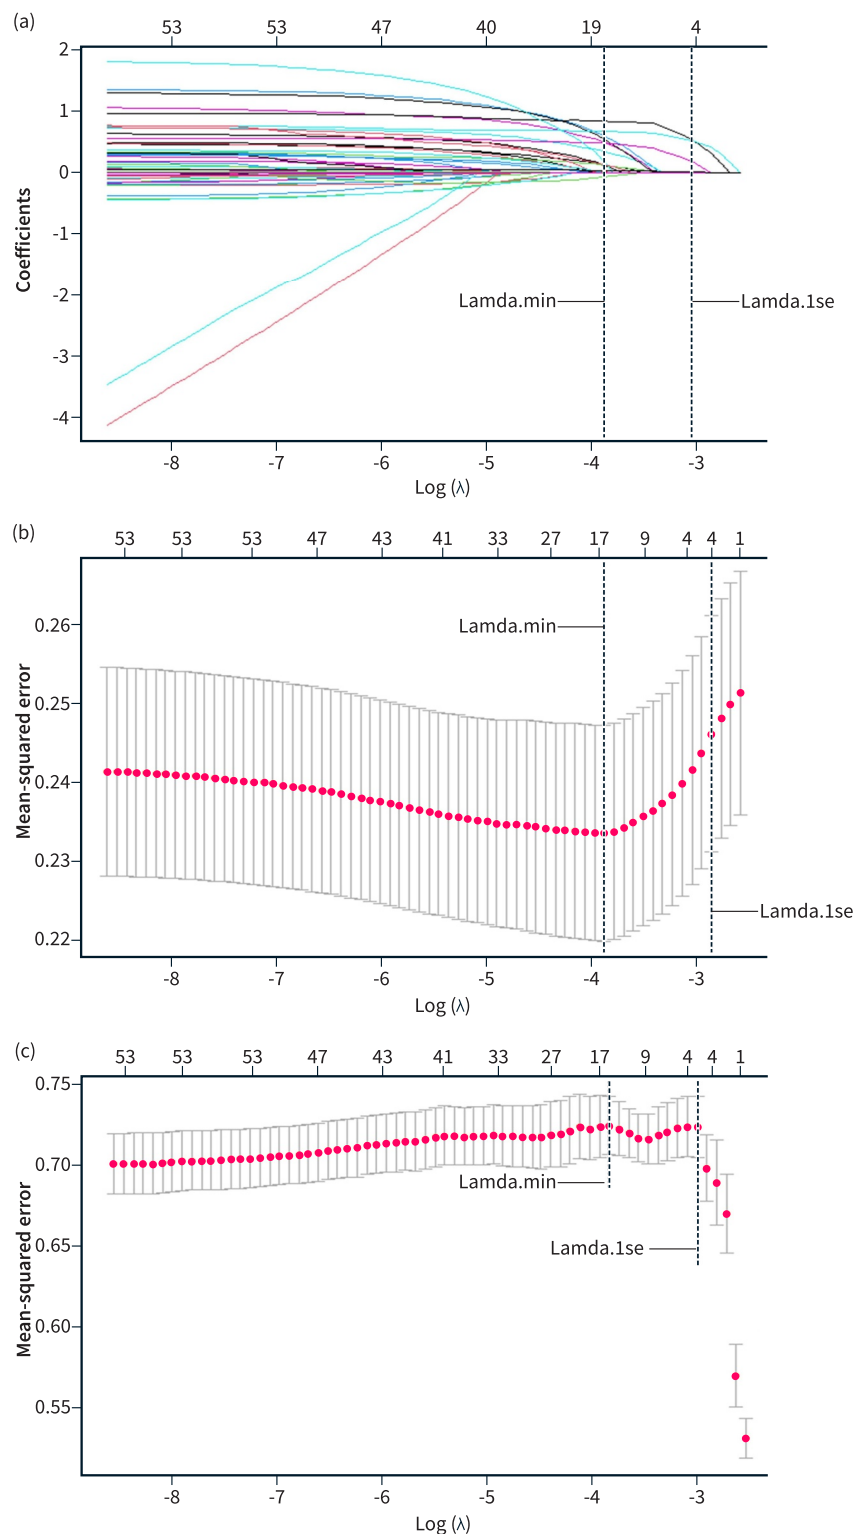 (a)
53 53 47 40 19 4
2
1
0
-1
-2
-3
-4
Coefficients
Lamda.min
Lamda.1se
-8 -7 -6 -5 -4 -3
Log (λ)
(b)
53 53 53 47 43 41 33 27 17 9 4 4 1
0.26
0.25
0.24
0.23
0.22
Mean-squared error
Lamda.min
Lamda.1se
-8 -7 -6 -5 -4 -3
Log (λ)
(c)
53 53 53 47 43 41 33 27 17 9 4 4 1
0.75
0.70
0.65
0.60
0.55
Mean-squared error
Lamda.min
Lamda.1se
-8 -7 -6 -5 -4 -3
Log (λ)